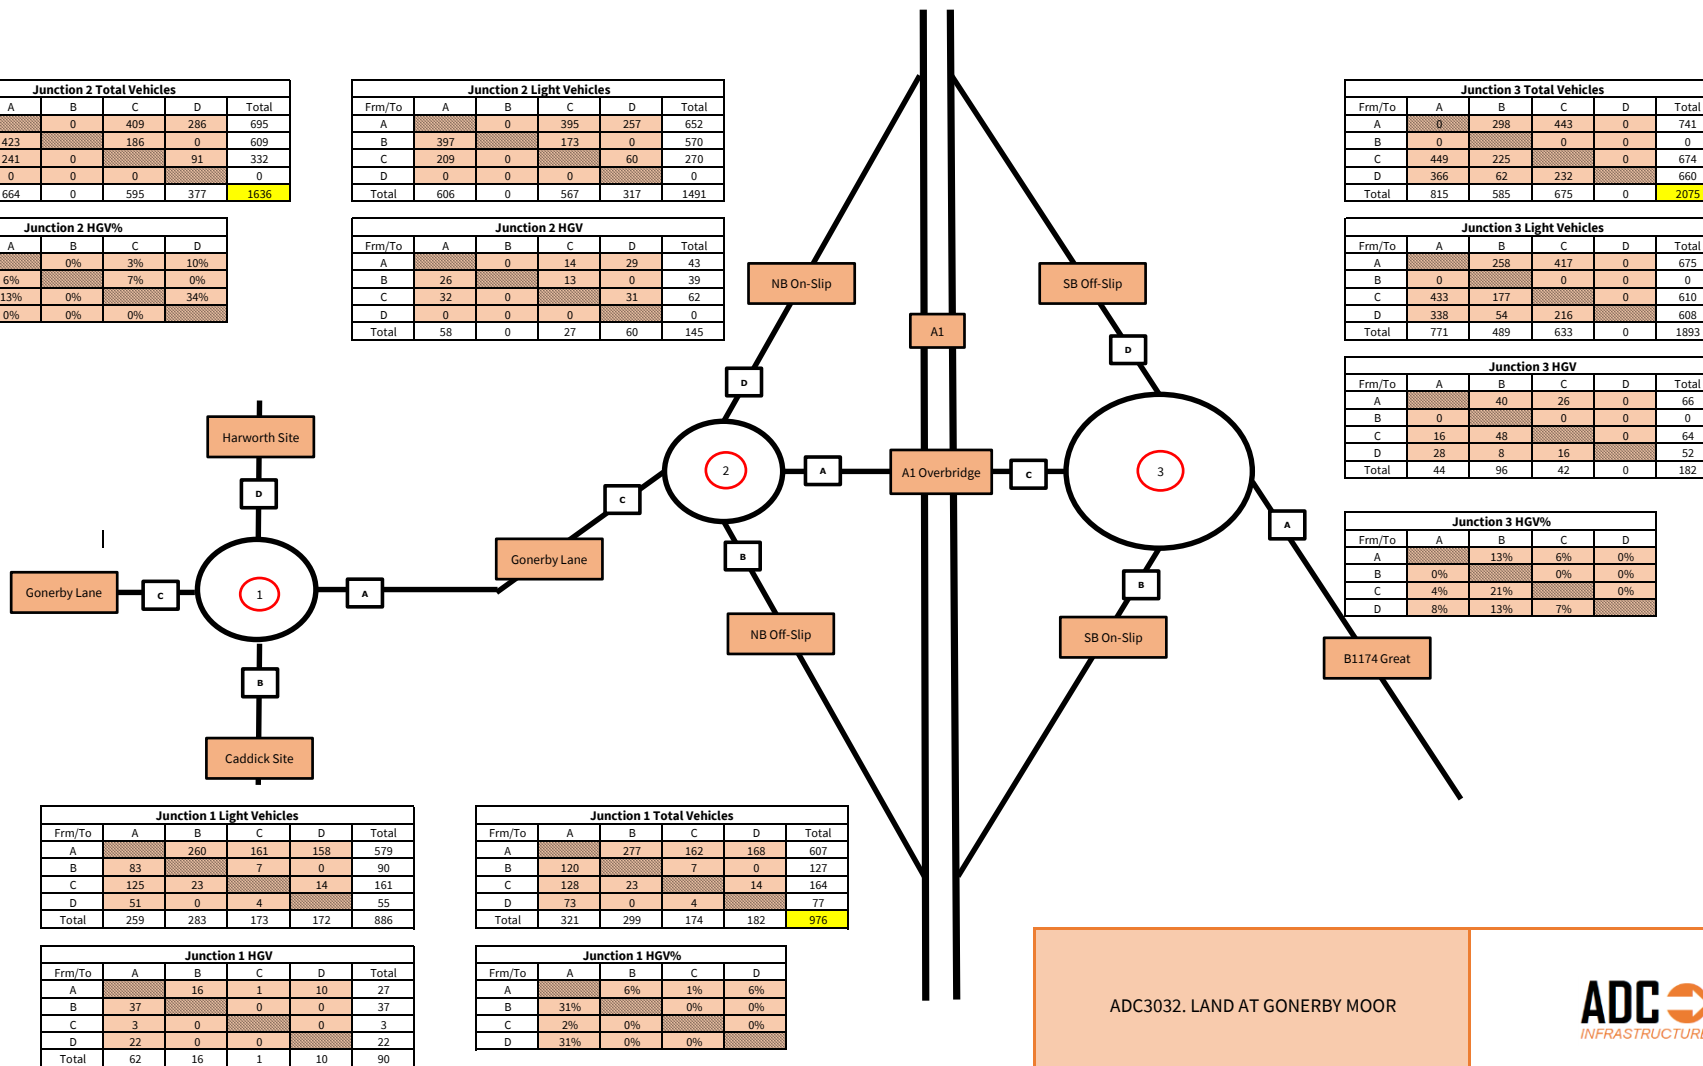 Junction 2 Total Vehicles
A B C D Total
0 409 286 695
423 186 0 609
241 0 91 332
0 0 0 0
664 0 595 377 1636
Junction 2 HGV%
A B C D
0% 3% 10%
6% 7% 0%
13% 0% 34%
0% 0% 0%
Junction 2 Light Vehicles
Frm/To A B C D Total
A 0 395 257 652
B 397 173 0 570
C 209 0 60 270
D 0 0 0 0
Total 606 0 567 317 1491
Junction 2 HGV
Frm/To A B C D Total
A 0 14 29 43
B 26 13 0 39
C 32 0 31 62
D 0 0 0 0
Total 58 0 27 60 145
Junction 3 Total Vehicles
Frm/To A B C D Total
A 0 298 443 0 741
B 0 0 0 0
C 449 225 0 674
D 366 62 232 660
Total 815 585 675 0 2075
Junction 3 Light Vehicles
Frm/To A B C D Total
A 258 417 0 675
B 0 0 0 0
C 433 177 0 610
D 338 54 216 608
Total 771 489 633 0 1893
Junction 3 HGV
Frm/To A B C D Total
A 40 26 0 66
B 0 0 0 0
C 16 48 0 64
D 28 8 16 52
Total 44 96 42 0 182
Junction 3 HGV%
Frm/To A B C D
A 13% 6% 0%
B 0% 0% 0%
C 4% 21% 0%
D 8% 13% 7%
NB On-Slip
SB Off-Slip
A1
D
D
Harworth Site
2
A
A1 Overbridge
C
3
D
C
A
B
Gonerby Lane
B
Gonerby Lane
C
1
A
NB Off-Slip
SB On-Slip
B1174 Great
B
Caddick Site
Junction 1 Light Vehicles
Frm/To A B C D Total
A 260 161 158 579
B 83 7 0 90
C 125 23 14 161
D 51 0 4 55
Total 259 283 173 172 886
Junction 1 Total Vehicles
Frm/To A B C D Total
A 277 162 168 607
B 120 7 0 127
C 128 23 14 164
D 73 0 4 77
Total 321 299 174 182 976
Junction 1 HGV
Frm/To A B C D Total
A 16 1 10 27
B 37 0 0 37
C 3 0 0 3
D 22 0 0 22
Total 62 16 1 10 90
Junction 1 HGV%
Frm/To A B C D
A 6% 1% 6%
B 31% 0% 0%
C 2% 0% 0%
D 31% 0% 0%
ADC3032. LAND AT GONERBY MOOR
ADC
INFRASTRUCTURE